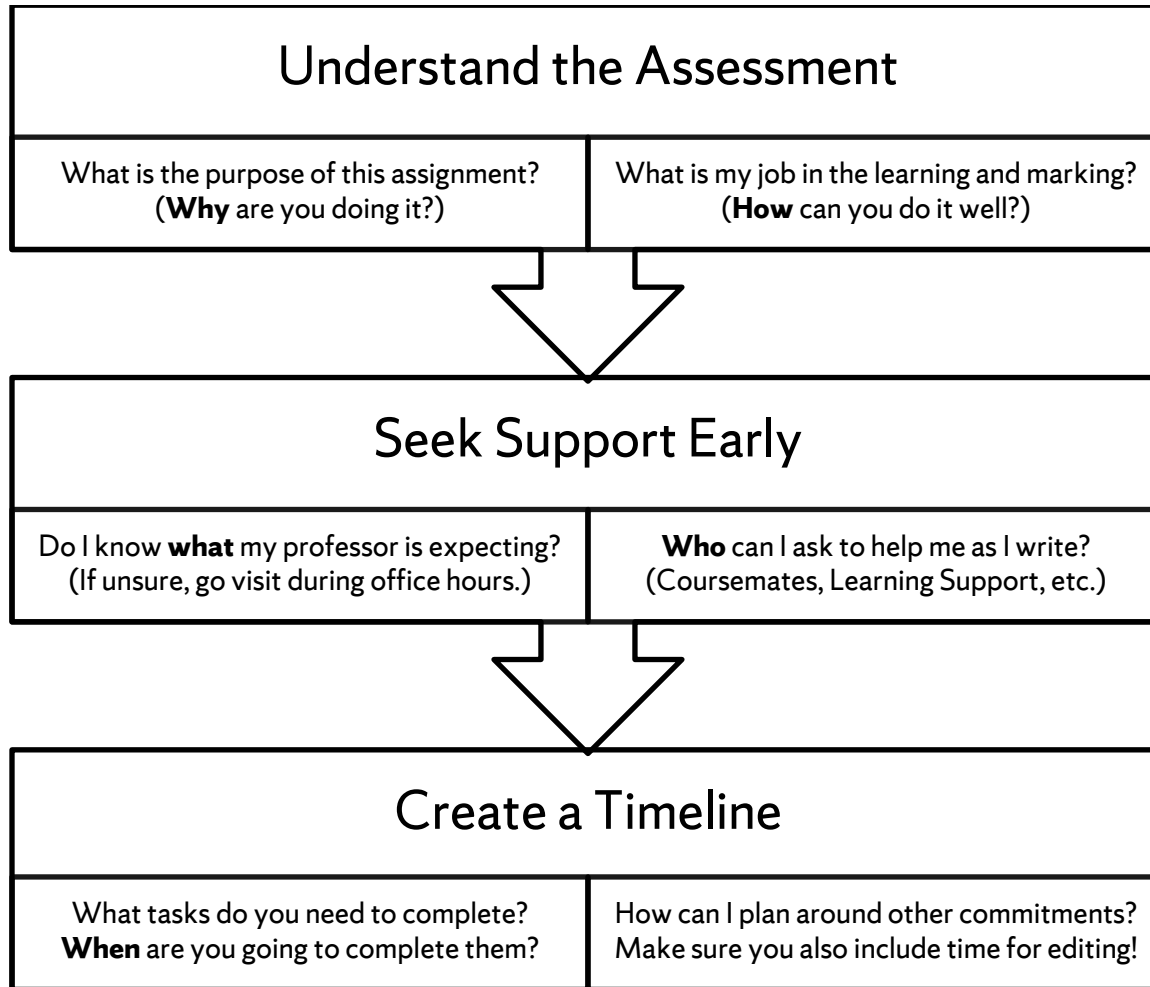 Understand the Assessment
What is the purpose of this assignment?
(Why are you doing it?)
What is my job in the learning and marking?
(How can you do it well?)
Seek Support Early
Do I know what my professor is expecting?
(If unsure, go visit during office hours.)
Who can I ask to help me as I write?
(Coursemates, Learning Support, etc.)
Create a Timeline
What tasks do you need to complete?
When are you going to complete them?
How can I plan around other commitments?
Make sure you also include time for editing!